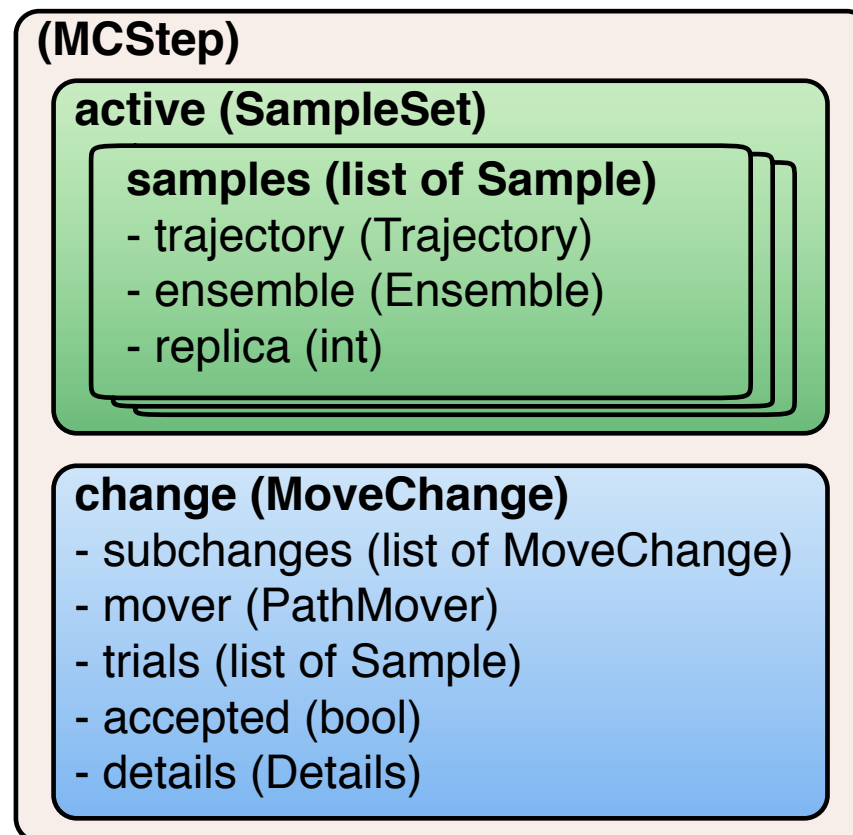 (MCStep)
active (SampleSet)
samples (list of Sample)
- trajectory (Trajectory)
- ensemble (Ensemble)
- replica (int)
change (MoveChange)
- subchanges (list of MoveChange)
- mover (PathMover)
- trials (list of Sample)
- accepted (bool)
- details (Details)